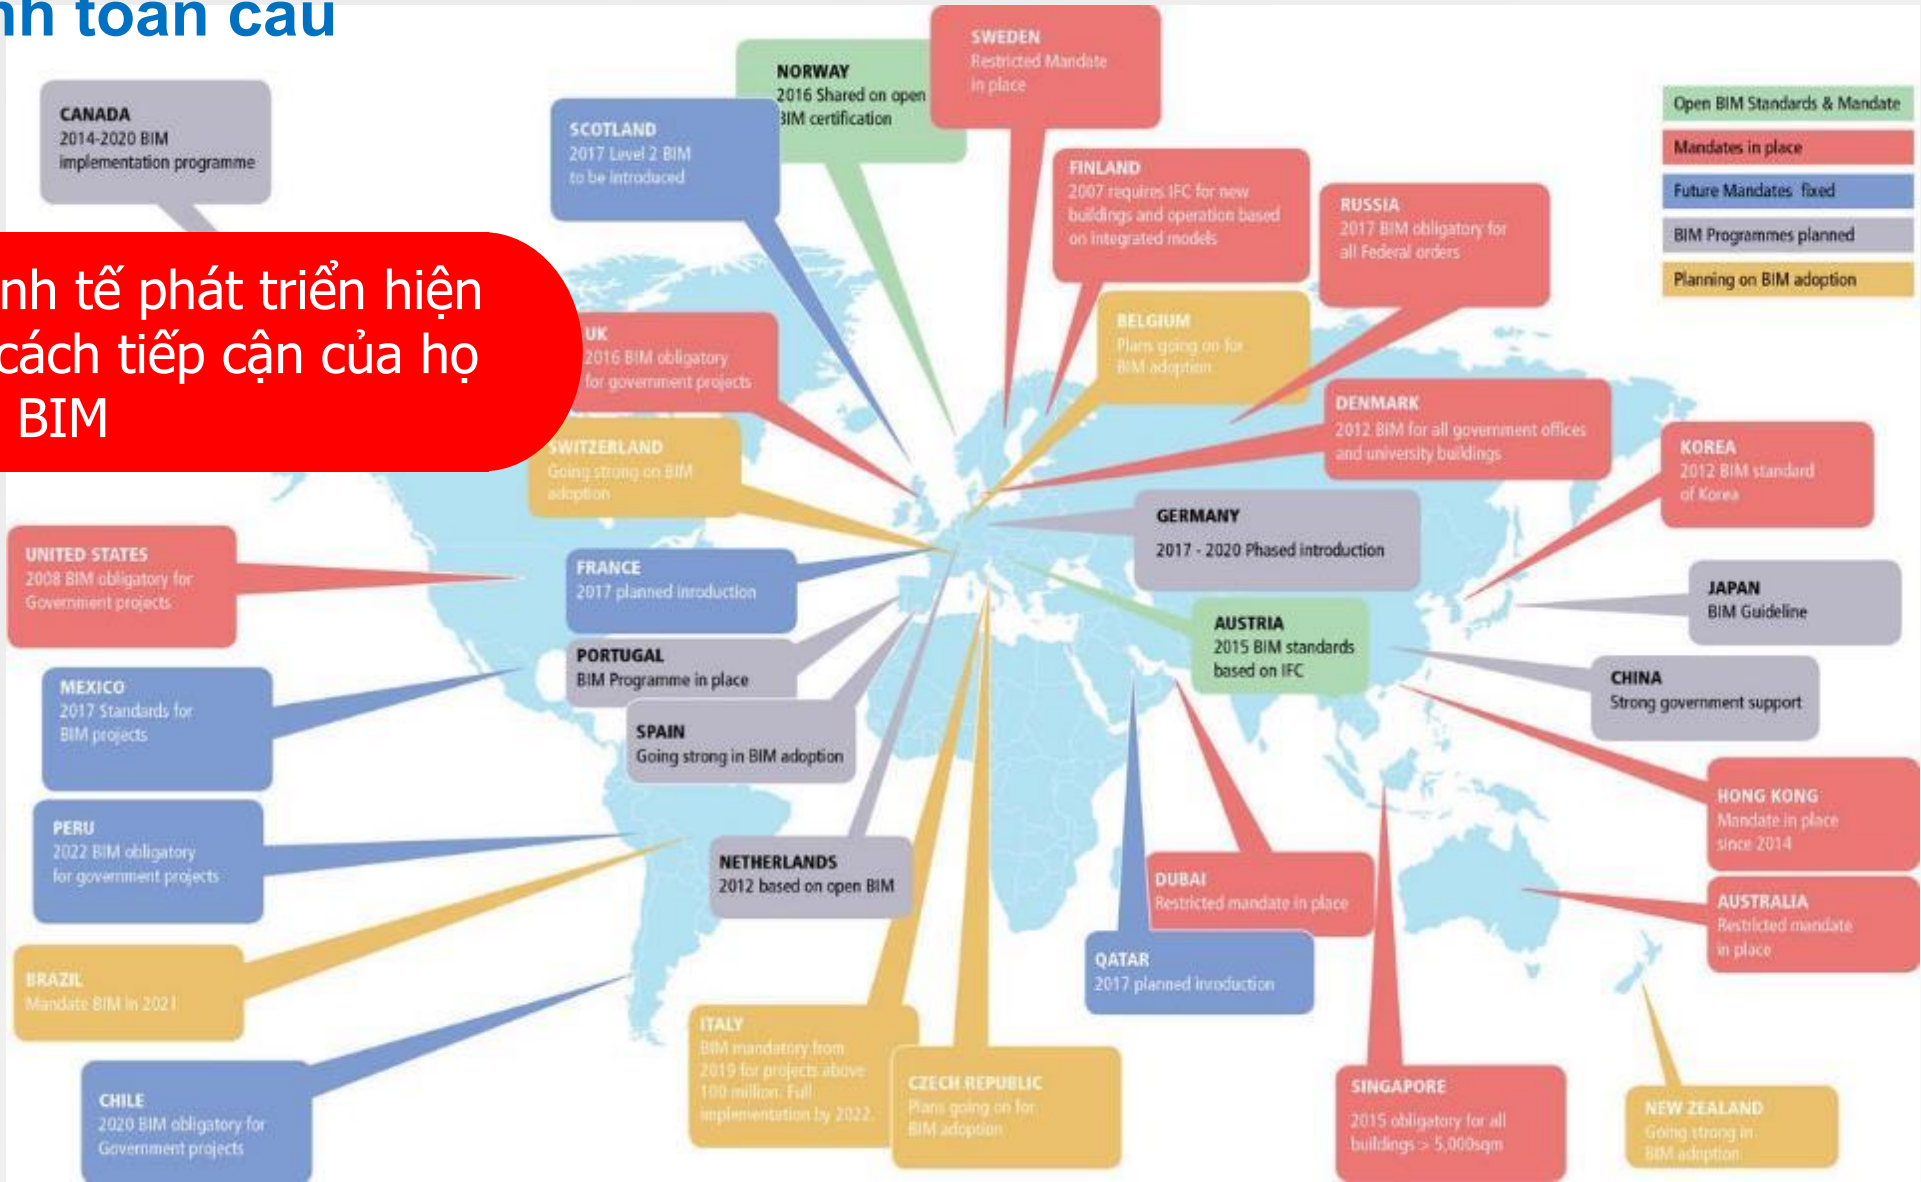 toàn cầu
CANADA
2014-2020 BIM
implementation programme
SCOTLAND
2017 Level 2 BIM
to be introduced
NORWAY
2016 Shared on open
BIM certification
SWEDEN
Restricted Mandate
in place
FINLAND
2007 requires IFC for new
buildings and operation based
on integrated models
RUSSIA
2017 BIM obligatory for
all Federal orders
Open BIM Standards & Mandate
Mandates in place
Future Mandates fixed
BIM Programmes planned
Planning on BIM adoption
nh tế phát triển hiện
cách tiếp cận của họ
BIM
UK
2016 BIM obligatory
for government projects
BELGIUM
Plans going on for
BIM adoption
SWITZERLAND
Going strong on BIM
adoption
DENMARK
2012 BIM for all government offices
and university buildings
KOREA
2012 BIM standard
of Korea
UNITED STATES
2008 BIM obligatory for
Government projects
FRANCE
2017 planned inroduction
GERMANY
2017 - 2020 Phased introduction
JAPAN
BIM Guideline
AUSTRIA
2015 BIM standards
based on IFC
PORTUGAL
BIM Programme in place
CHINA
Strong government support
MEXICO
2017 Standards for
BIM projects
SPAIN
Going strong in BIM adoption
HONG KONG
Mandate in place
since 2014
PERU
2022 BIM obligatory
for government projects
NETHERLANDS
2012 based on open BIM
DUBAI
Restricted mandate in place
AUSTRALIA
Restricted mandate
in place
BRAZIL
Mandate BIM in 2021
QATAR
2017 planned inroduction
ITALY
BIM mandatory from
2019 for projects above
100 million. Full
implementation by 2022.
CZECH REPUBLIC
Plans going on for
BIM adoption
CHILE
2020 BIM obligatory for
Government projects
SINGAPORE
2015 obligatory for all
buildings > 5,000sqm
NEW ZEALAND
Going strong in
BIM adoption